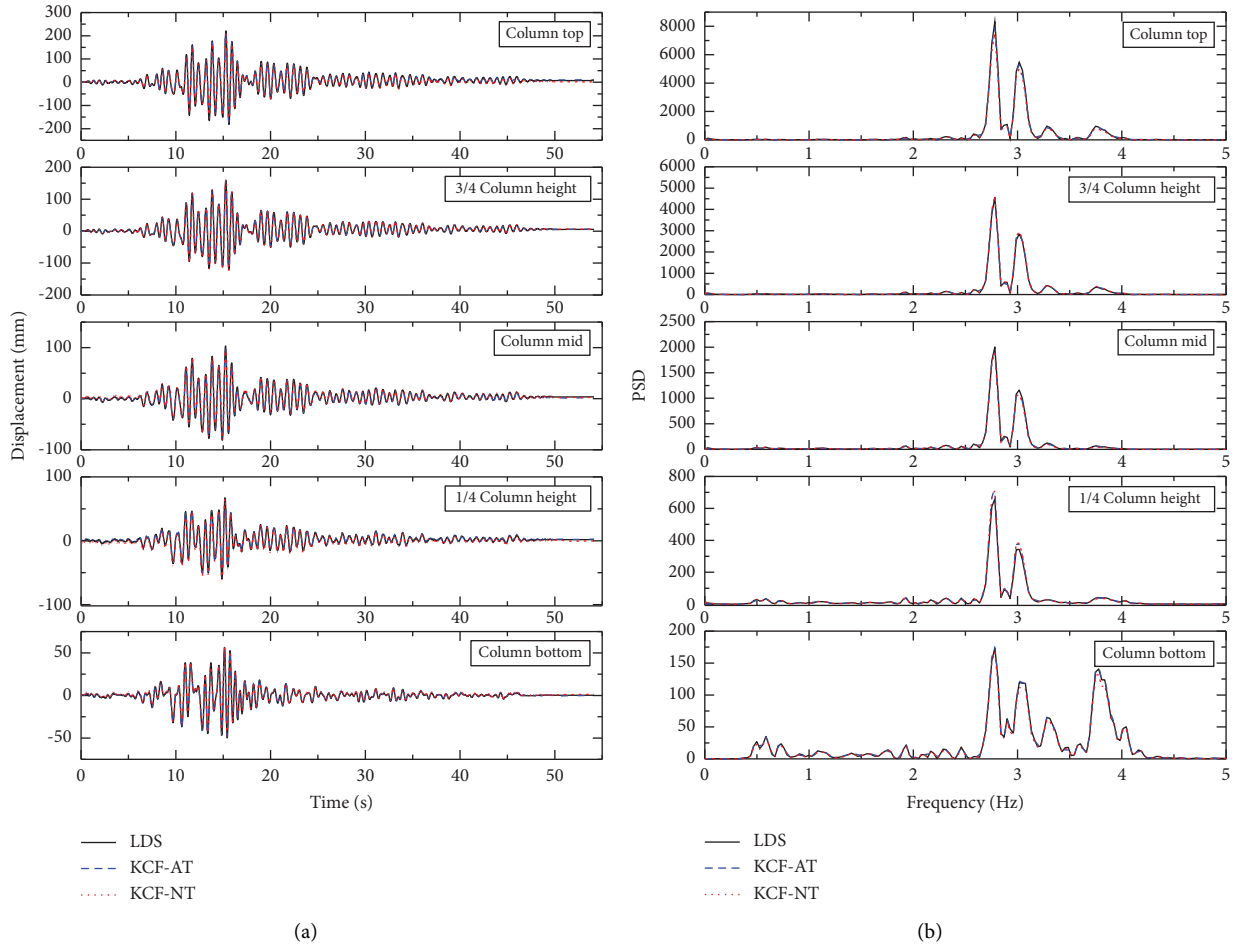 Displacement (mm)
300
200
100
0
-100
-200
Column top
0 10 20 30 40 50
200
100
0
-100
-200
3/4 Column height
0 10 20 30 40 50
100
0
-100
Column mid
0 10 20 30 40 50
100
0
-100
1/4 Column height
0 10 20 30 40 50
50
0
-50
Column bottom
0 10 20 30 40 50
Time (s)
LDS
KCF-AT
KCF-NT
(a)
PSD
8000
6000
4000
2000
0
Column top
0 1 2 3 4 5
6000
5000
4000
3000
2000
1000
0
3/4 Column height
0 1 2 3 4 5
2500
2000
1500
1000
500
0
Column mid
0 1 2 3 4 5
800
600
400
200
0
1/4 Column height
0 1 2 3 4 5
200
150
100
50
0
Column bottom
0 1 2 3 4 5
Frequency (Hz)
LDS
KCF-AT
KCF-NT
(b)